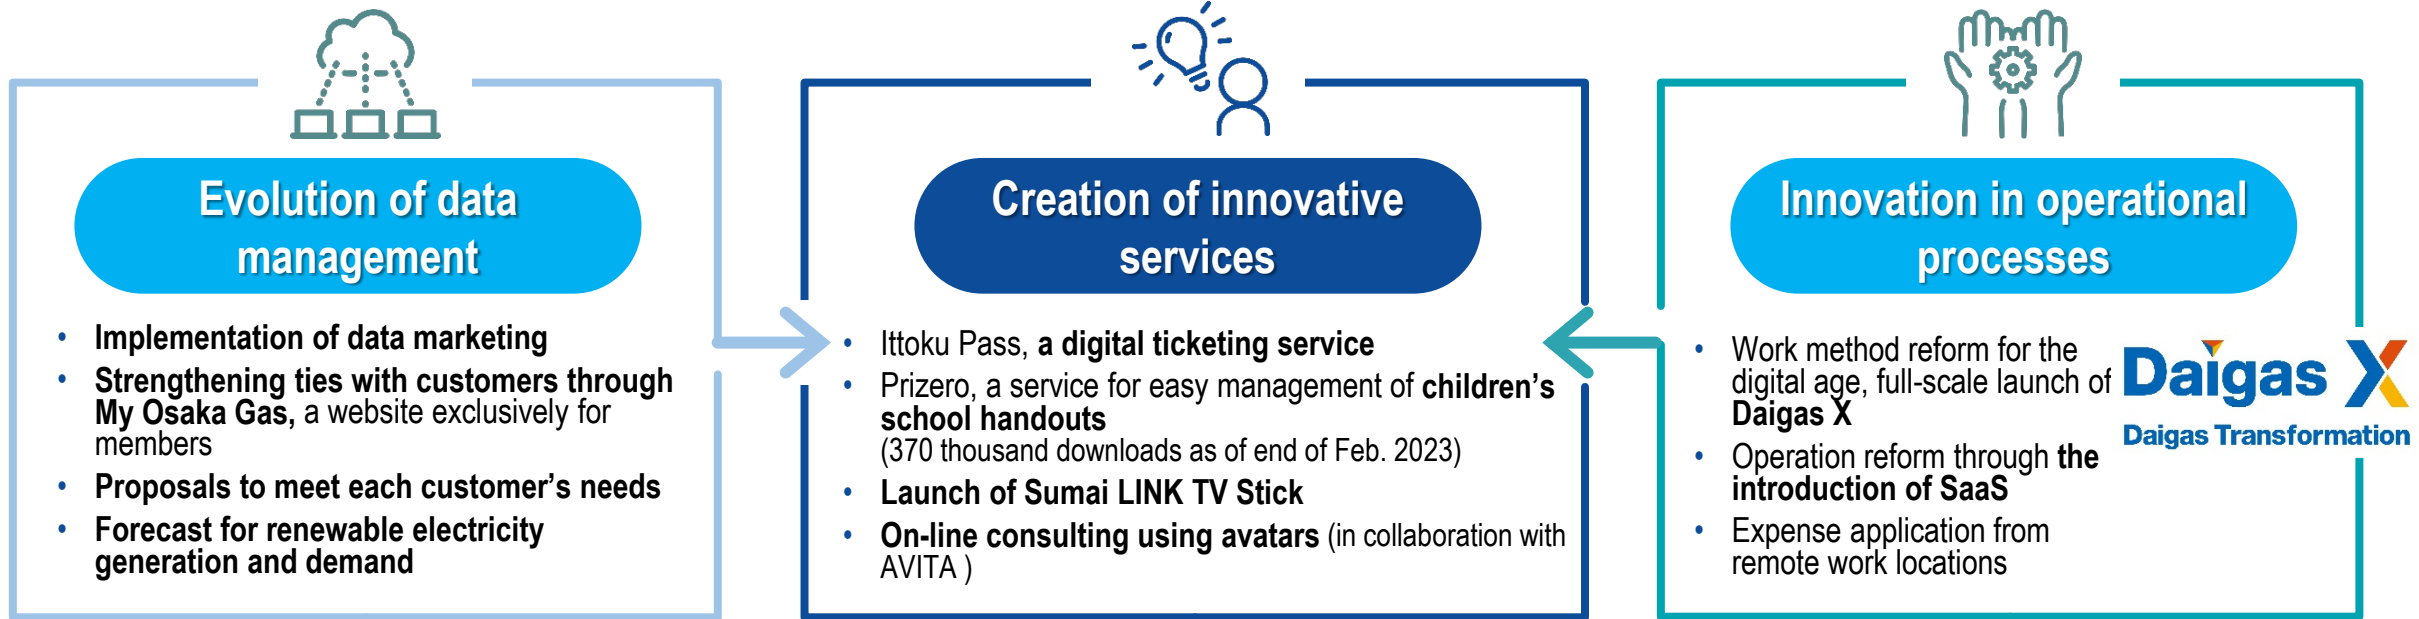 Evolution of data
management
• Implementation of data marketing
• Strengthening ties with customers through
My Osaka Gas, a website exclusively for
members
• Proposals to meet each customer’s needs
• Forecast for renewable electricity
generation and demand
Creation of innovative
services
• Ittoku Pass, a digital ticketing service
• Prizero, a service for easy management of children’s
school handouts
(370 thousand downloads as of end of Feb. 2023)
• Launch of Sumai LINK TV Stick
• On-line consulting using avatars (in collaboration with
AVITA )
Innovation in operational
processes
• Work method reform for the
digital age, full-scale launch of
Daigas X
• Operation reform through the
introduction of SaaS
• Expense application from
remote work locations
Daigas X
Daigas Transformation